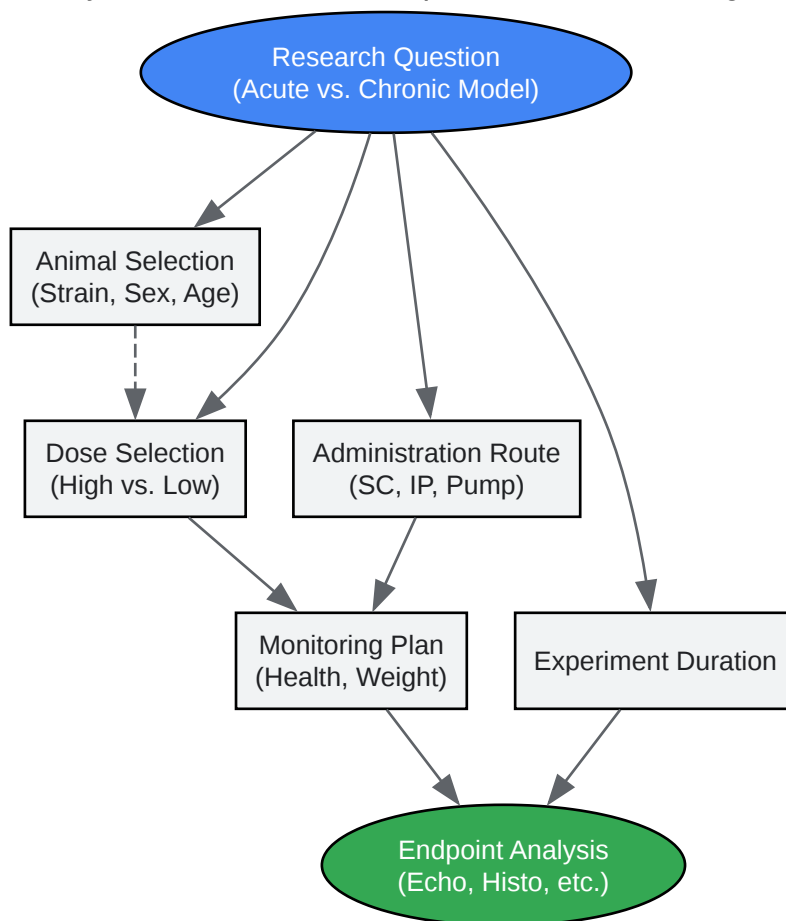 Research Question
(Acute vs. Chronic Model)
Animal Selection
(Strain, Sex, Age)
Dose Selection
(High vs. Low)
Administration Route
(SC, IP, Pump)
Monitoring Plan
(Health, Weight)
Experiment Duration
Endpoint Analysis
(Echo, Histo, etc.)